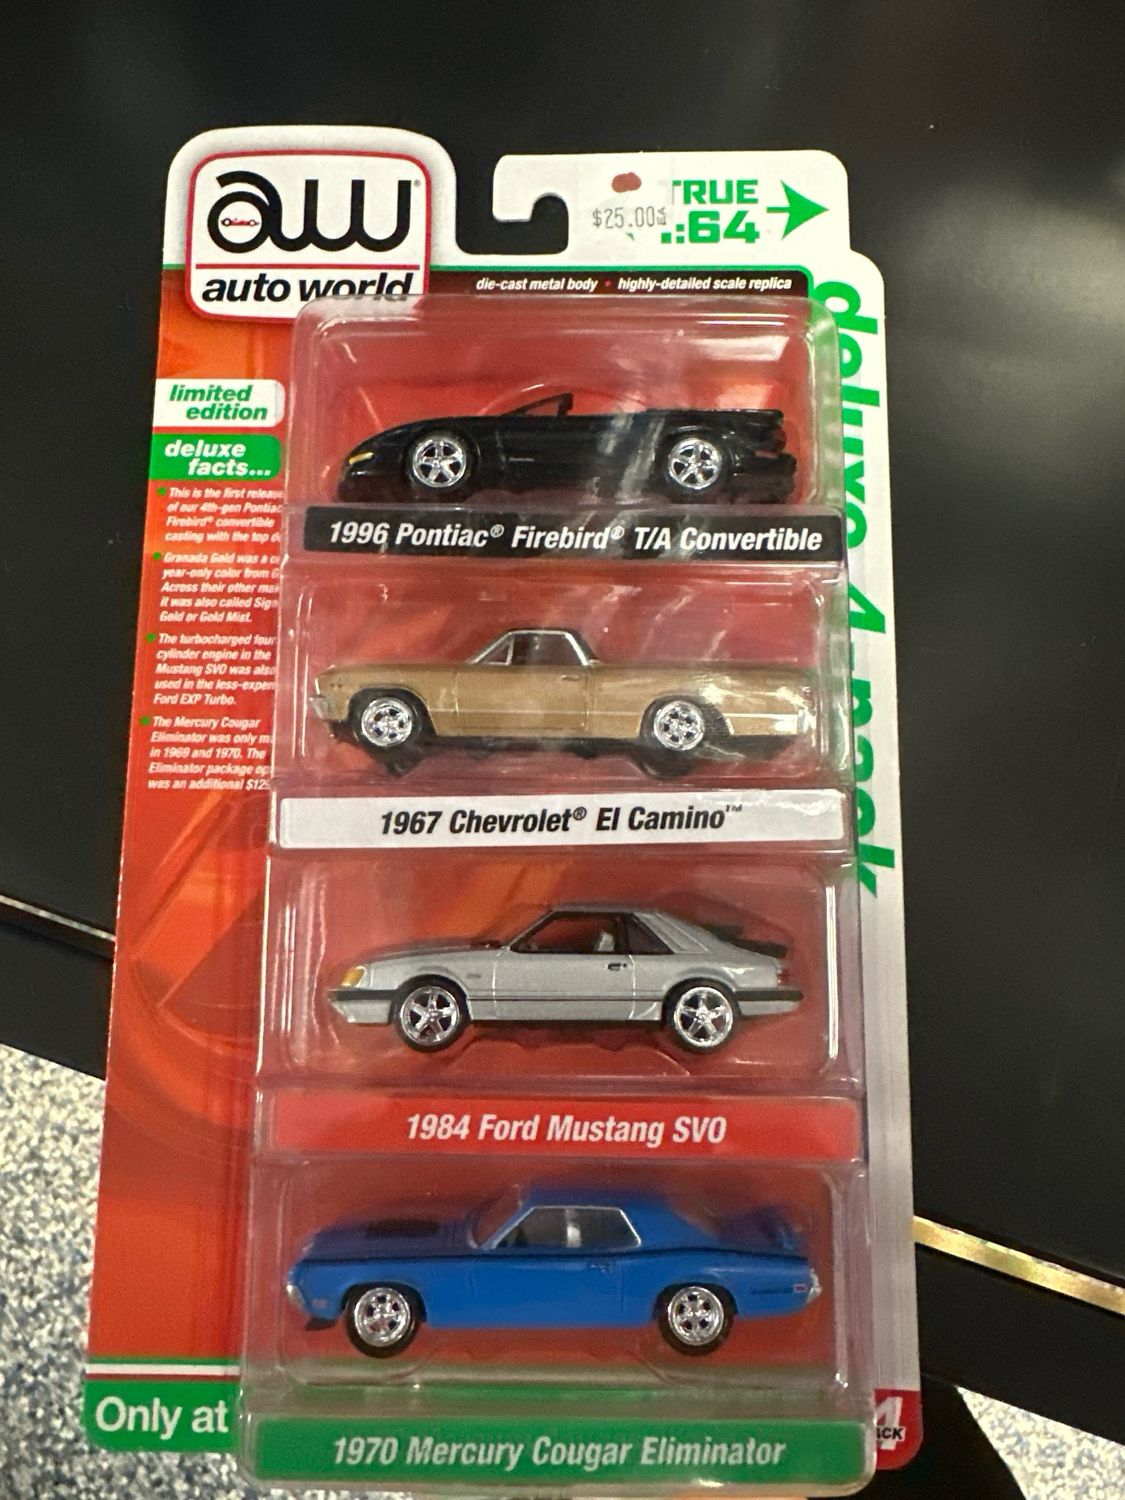 aw®
auto world
TRUE
$25.00
:64
die-cast metal body • highly-detailed scale replica
deluxe 4-pack
limited
edition
deluxe
facts...
This is the first release
of our 4th-gen Pontiac
Firebird® convertible
casting with the top
Granada Gold was a
year-only color from
Across their other
it was also called
Gold or Gold Mist.
The turbocharged four
cylinder engine in the
Mustang SVO was also
used in the
Ford EXP Turbo.
The Mercury Cougar
Eliminator was only
in 1969 and 1970. The
Eliminator package
was an additional
1996 Pontiac® Firebird® T/A Convertible
1967 Chevrolet® El Camino™
1984 Ford Mustang SVO
1970 Mercury Cougar Eliminator
Only at
4